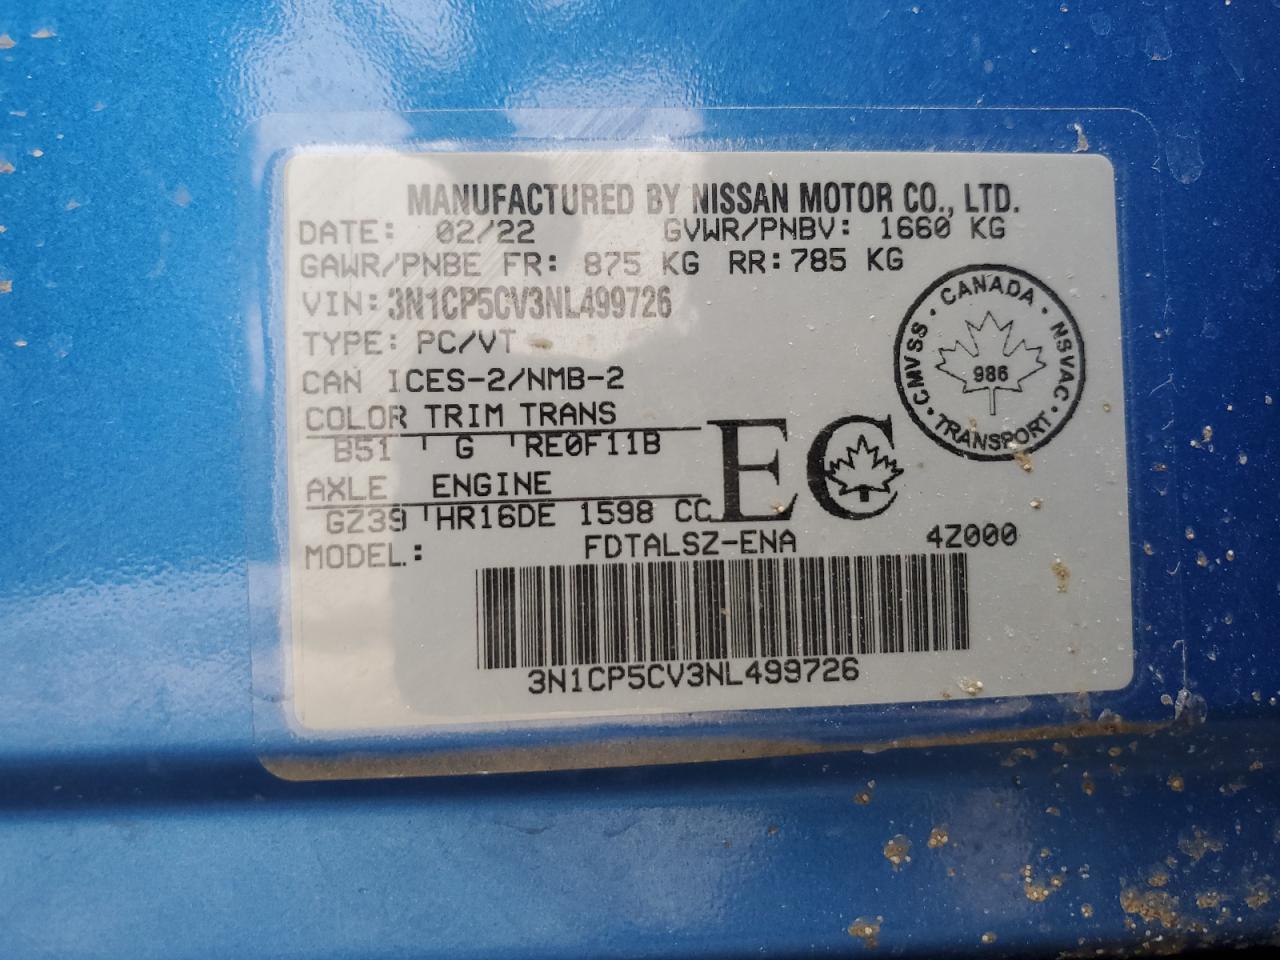 MANUFACTURED BY NISSAN MOTOR CO., LTD.
DATE: 02/22 GVWR/PNBV: 1660 KG
GAWR/PNBE FR: 875 KG RR:785 KG
VIN: 3N1CP5CV3NL499726
TYPE: PC/VT
CAN ICES-2/NMB-2
COLOR TRIM TRANS
B51 G RE0F11B
AXLE ENGINE
GZ39 HR16DE 1598 CC
MODEL: FDTALSZ-ENA 4Z000
EC
CANADA · NSVAC · TRANSPORT · CMVSS ·
986
3N1CP5CV3NL499726